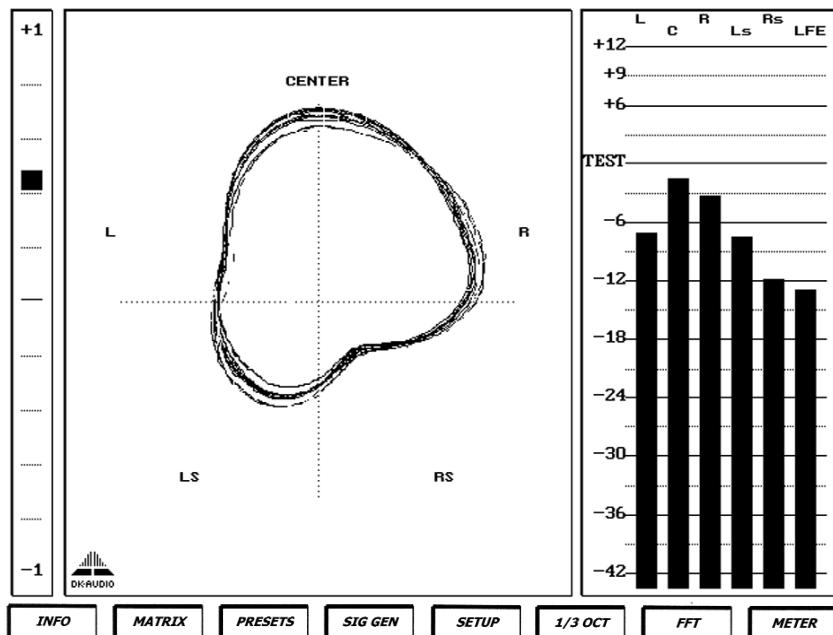 +1
CENTER
L
R
LS
RS
-1
DK-AUDIO
L C R Ls Rs LFE
+12
+9
+6
TEST
-6
-12
-18
-24
-30
-36
-42
INFO MATRIX PRESETS SIG GEN SETUP 1/3 OCT FFT METER